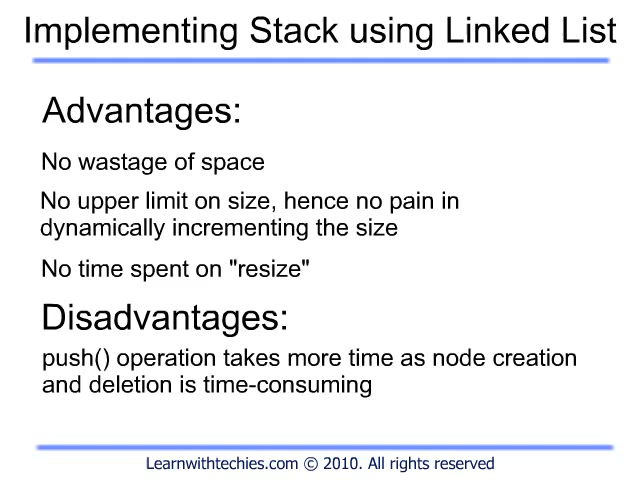 Implementing Stack using Linked List
Advantages:
No wastage of space
No upper limit on size, hence no pain in
dynamically incrementing the size
No time spent on "resize"
Disadvantages:
push() operation takes more time as node creation
and deletion is time-consuming
Learnwithtechies.com © 2010. All rights reserved